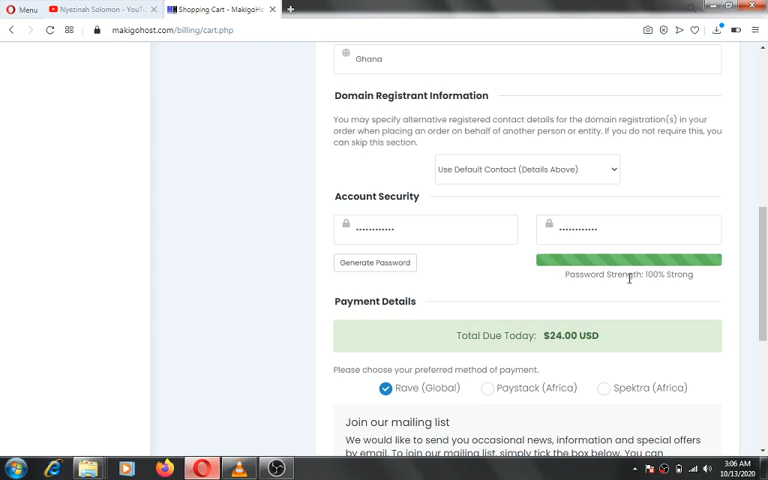 Menu
Nyezinah Solomon - YouT
Shopping Cart - MakigoH
makigohost.com/billing/cart.php
Ghana
Domain Registrant Information
You may specify alternative registered contact details for the domain registration(s) in your
order when placing an order on behalf of another person or entity. If you do not require this, you
can skip this section.
Use Default Contact (Details Above)
Account Security
••••••••••••
••••••••••••
Generate Password
Password Strength: 100% Strong
Payment Details
Total Due Today: $24.00 USD
Please choose your preferred method of payment.
Rave (Global)
Paystack (Africa)
Spektra (Africa)
Join our mailing list
We would like to send you occasional news, information and special offers
by email. To join our mailing list, simply tick the box below. You can
3:06 AM
10/13/2020